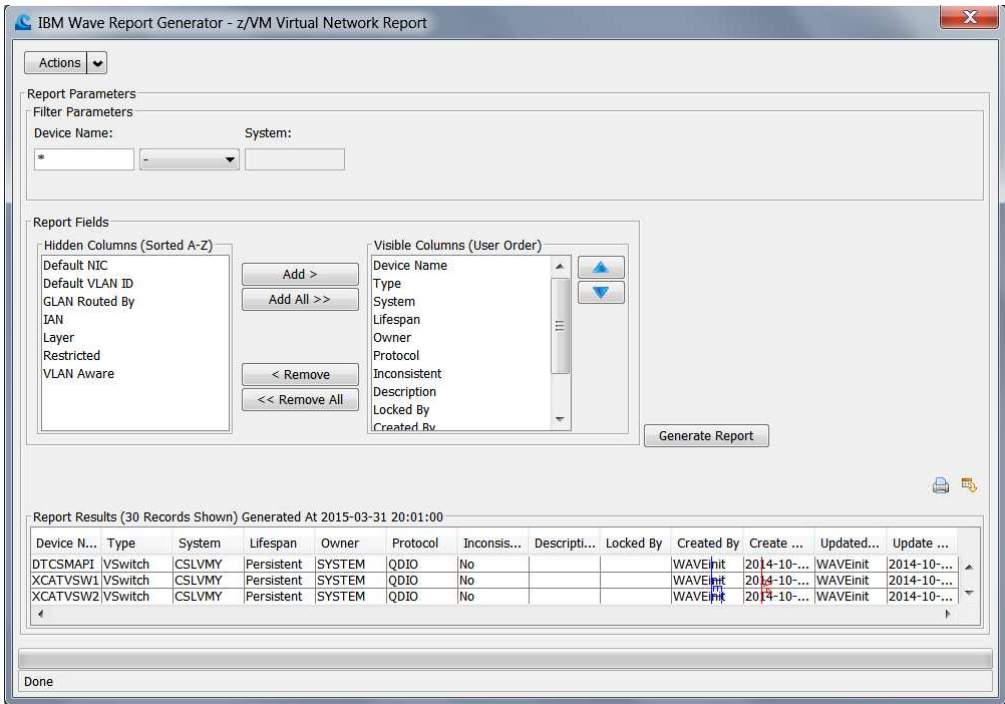 IBM Wave Report Generator - z/VM Virtual Network Report
Actions
Report Parameters
Filter Parameters
Device Name: System:
* -
Report Fields
Hidden Columns (Sorted A-Z)
Default NIC
Default VLAN ID
GLAN Routed By
IAN
Layer
Restricted
VLAN Aware
Add >
Add All >>
< Remove
<< Remove All
Visible Columns (User Order)
Device Name
Type
System
Lifespan
Owner
Protocol
Inconsistent
Description
Locked By
Created By
Generate Report
Report Results (30 Records Shown) Generated At 2015-03-31 20:01:00
Device N... Type System Lifespan Owner Protocol Inconsis... Descripti... Locked By Created By Create ... Updated... Update ...
DTCSMAPI VSwitch CSLVMY Persistent SYSTEM QDIO No WAVEinit 2014-10-... WAVEinit 2014-10-...
XCATVSW1 VSwitch CSLVMY Persistent SYSTEM QDIO No WAVEinit 2014-10-... WAVEinit 2014-10-...
XCATVSW2 VSwitch CSLVMY Persistent SYSTEM QDIO No WAVEinit 2014-10-... WAVEinit 2014-10-...
Done